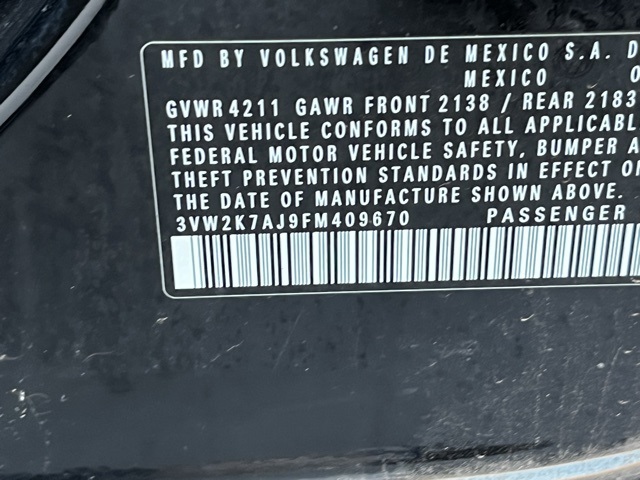 MFD BY VOLKSWAGEN DE MEXICO S.A. D
MEXICO
GVWR 4211 GAWR FRONT 2138 / REAR 2183
THIS VEHICLE CONFORMS TO ALL APPLICABL
FEDERAL MOTOR VEHICLE SAFETY, BUMPER A
THEFT PREVENTION STANDARDS IN EFFECT
THE DATE OF MANUFACTURE SHOWN ABOVE.
3VW2K7AJ9FM409670 PASSENGER